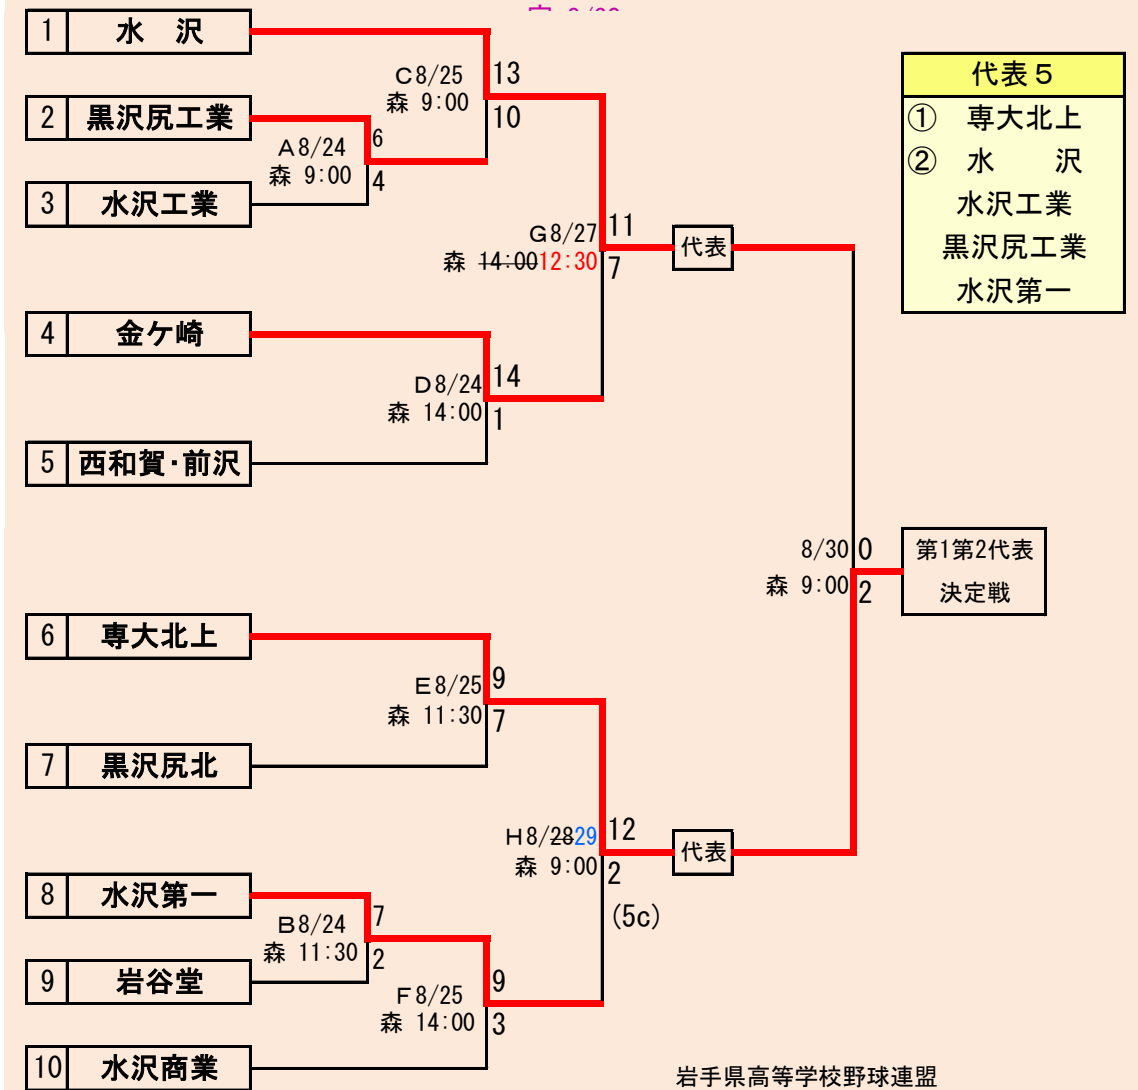 1 水　沢
C8/25 13
森 9:00 10
2 黒沢尻工業
A8/24 6
森 9:00 4
3 水沢工業
G8/27 11
森 14:00 12:30 7
代表
4 金ケ崎
D8/24 14
森 14:00 1
5 西和賀・前沢
代表５
① 専大北上
② 水　　沢
水沢工業
黒沢尻工業
水沢第一
8/30 0
森 9:00 2
第1第2代表
決定戦
6 専大北上
E8/25 9
森 11:30 7
7 黒沢尻北
H8/28 29 12
森 9:00 2
(5c)
代表
8 水沢第一
B8/24 7
森 11:30 2
9 岩谷堂
F8/25 9
森 14:00 3
10 水沢商業
岩手県高等学校野球連盟